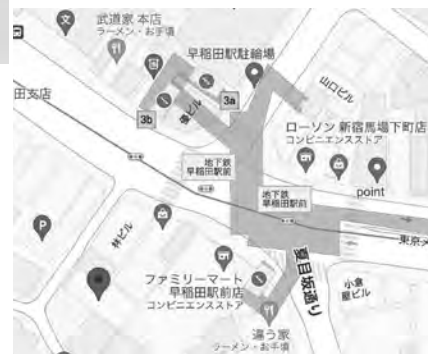 武道家 本店
ラーメン・お手頃
早稲田駅駐輪場
山口ビル
田支店
3a
3b
ローソン 新宿馬場下町店
コンビニエンスストア
地下鉄
早稲田駅前
地下鉄
早稲田駅前
point
林ビル
P
東京メ
夏目坂通り
小倉
屋ビル
ファミリーマート
早稲田駅前店
コンビニエンスストア
違う家
ラーメン・お手頃